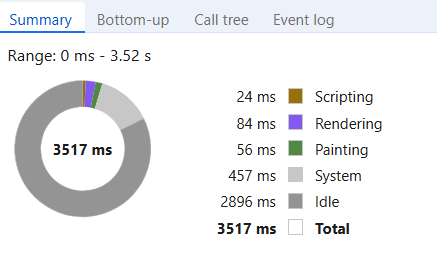 Summary Bottom-up Call tree Event log
Range: 0 ms - 3.52 s
3517 ms
24 ms Scripting
84 ms Rendering
56 ms Painting
457 ms System
2896 ms Idle
3517 ms Total